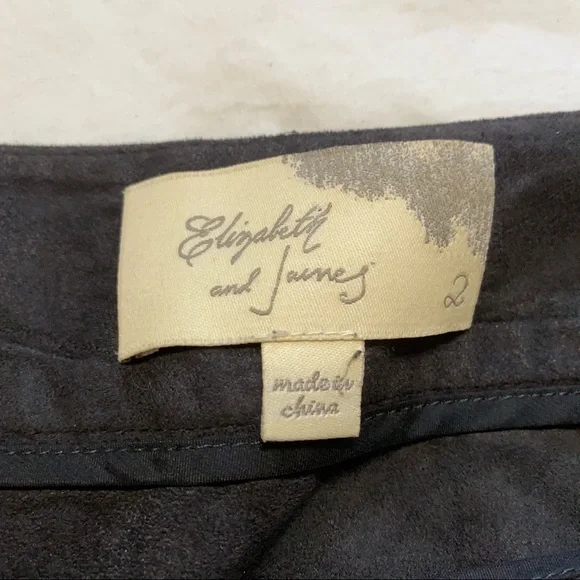 Elizabeth
and James
2
made in
china